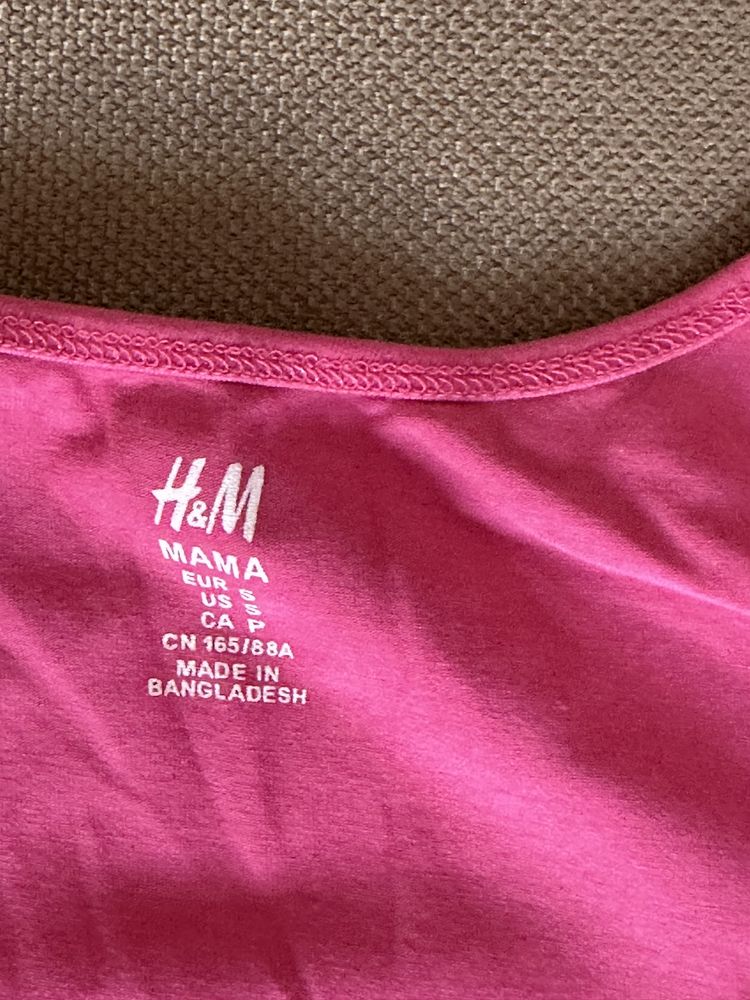 H&M
MAMA
EUR S
US S
CA P
CN 165/88A
MADE IN
BANGLADESH